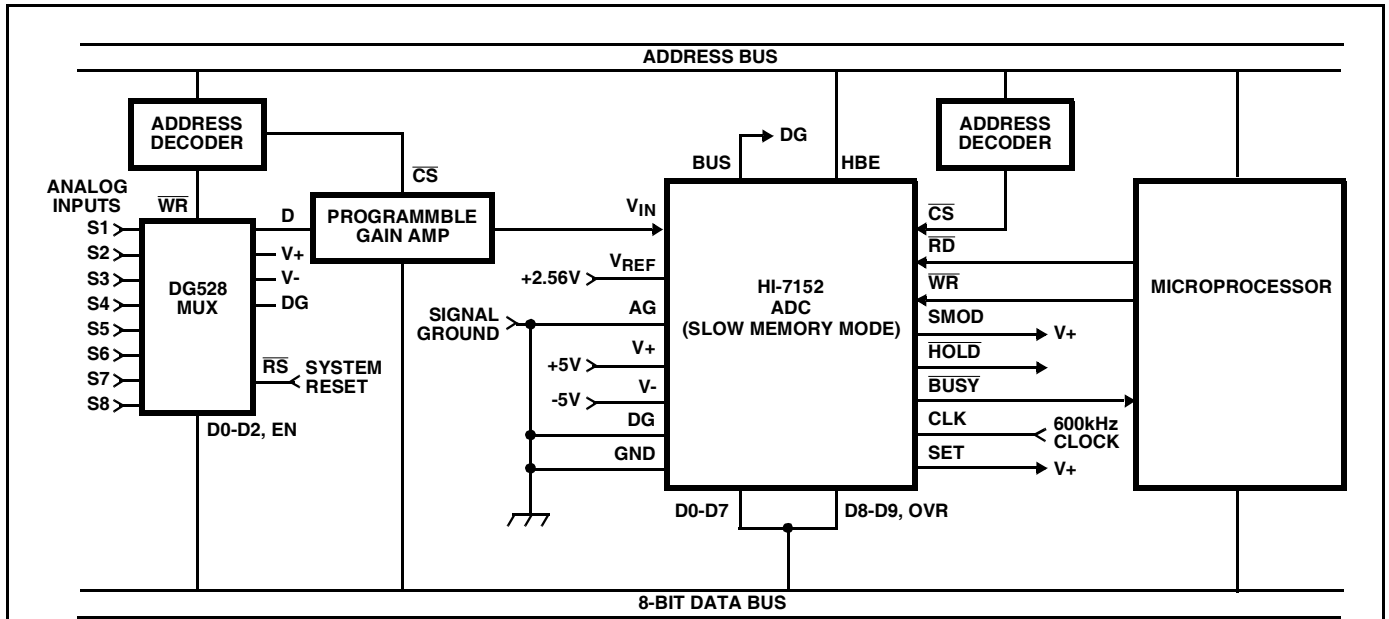 ADDRESS BUS
ADDRESS
DECODER
CS
ANALOG
INPUTS
WR
S1
S2
S3
S4
S5
S6
S7
S8
DG528
MUX
D
V+
V-
DG
RS
SYSTEM
RESET
D0-D2, EN
PROGRAMMBLE
GAIN AMP
BUS
DG
HBE
VIN
VREF
+2.56V
AG
SIGNAL
GROUND
V+
+5V
V-
-5V
DG
GND
HI-7152
ADC
(SLOW MEMORY MODE)
D0-D7
D8-D9, OVR
ADDRESS
DECODER
CS
RD
WR
SMOD
V+
HOLD
BUSY
CLK
600kHz
CLOCK
SET
V+
MICROPROCESSOR
8-BIT DATA BUS